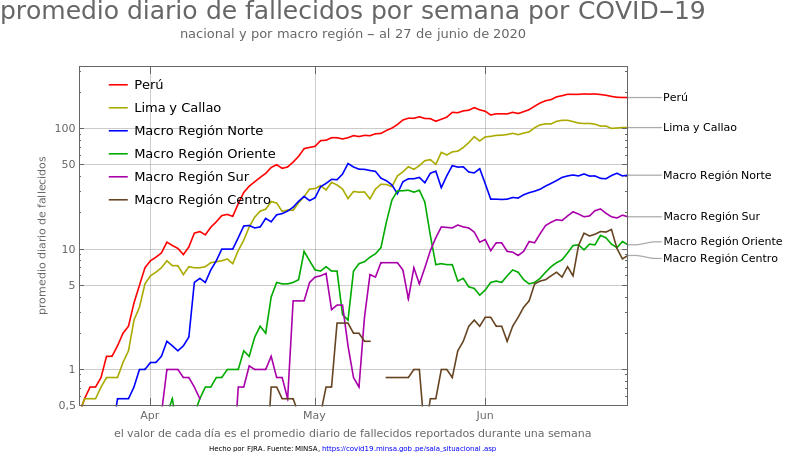 promedio diario de fallecidos por semana por COVID–19
nacional y por macro región – al 27 de junio de 2020
Perú
Lima y Callao
Macro Región Norte
Macro Región Oriente
Macro Región Sur
Macro Región Centro
promedio diario de fallecidos
100
50
10
5
1
0,5
Apr
May
Jun
Perú
Lima y Callao
Macro Región Norte
Macro Región Sur
Macro Región Oriente
Macro Región Centro
el valor de cada día es el promedio diario de fallecidos reportados durante una semana
Hecho por FJRA. Fuente: MINSA, https://covid19.minsa.gob.pe/sala_situacional.asp